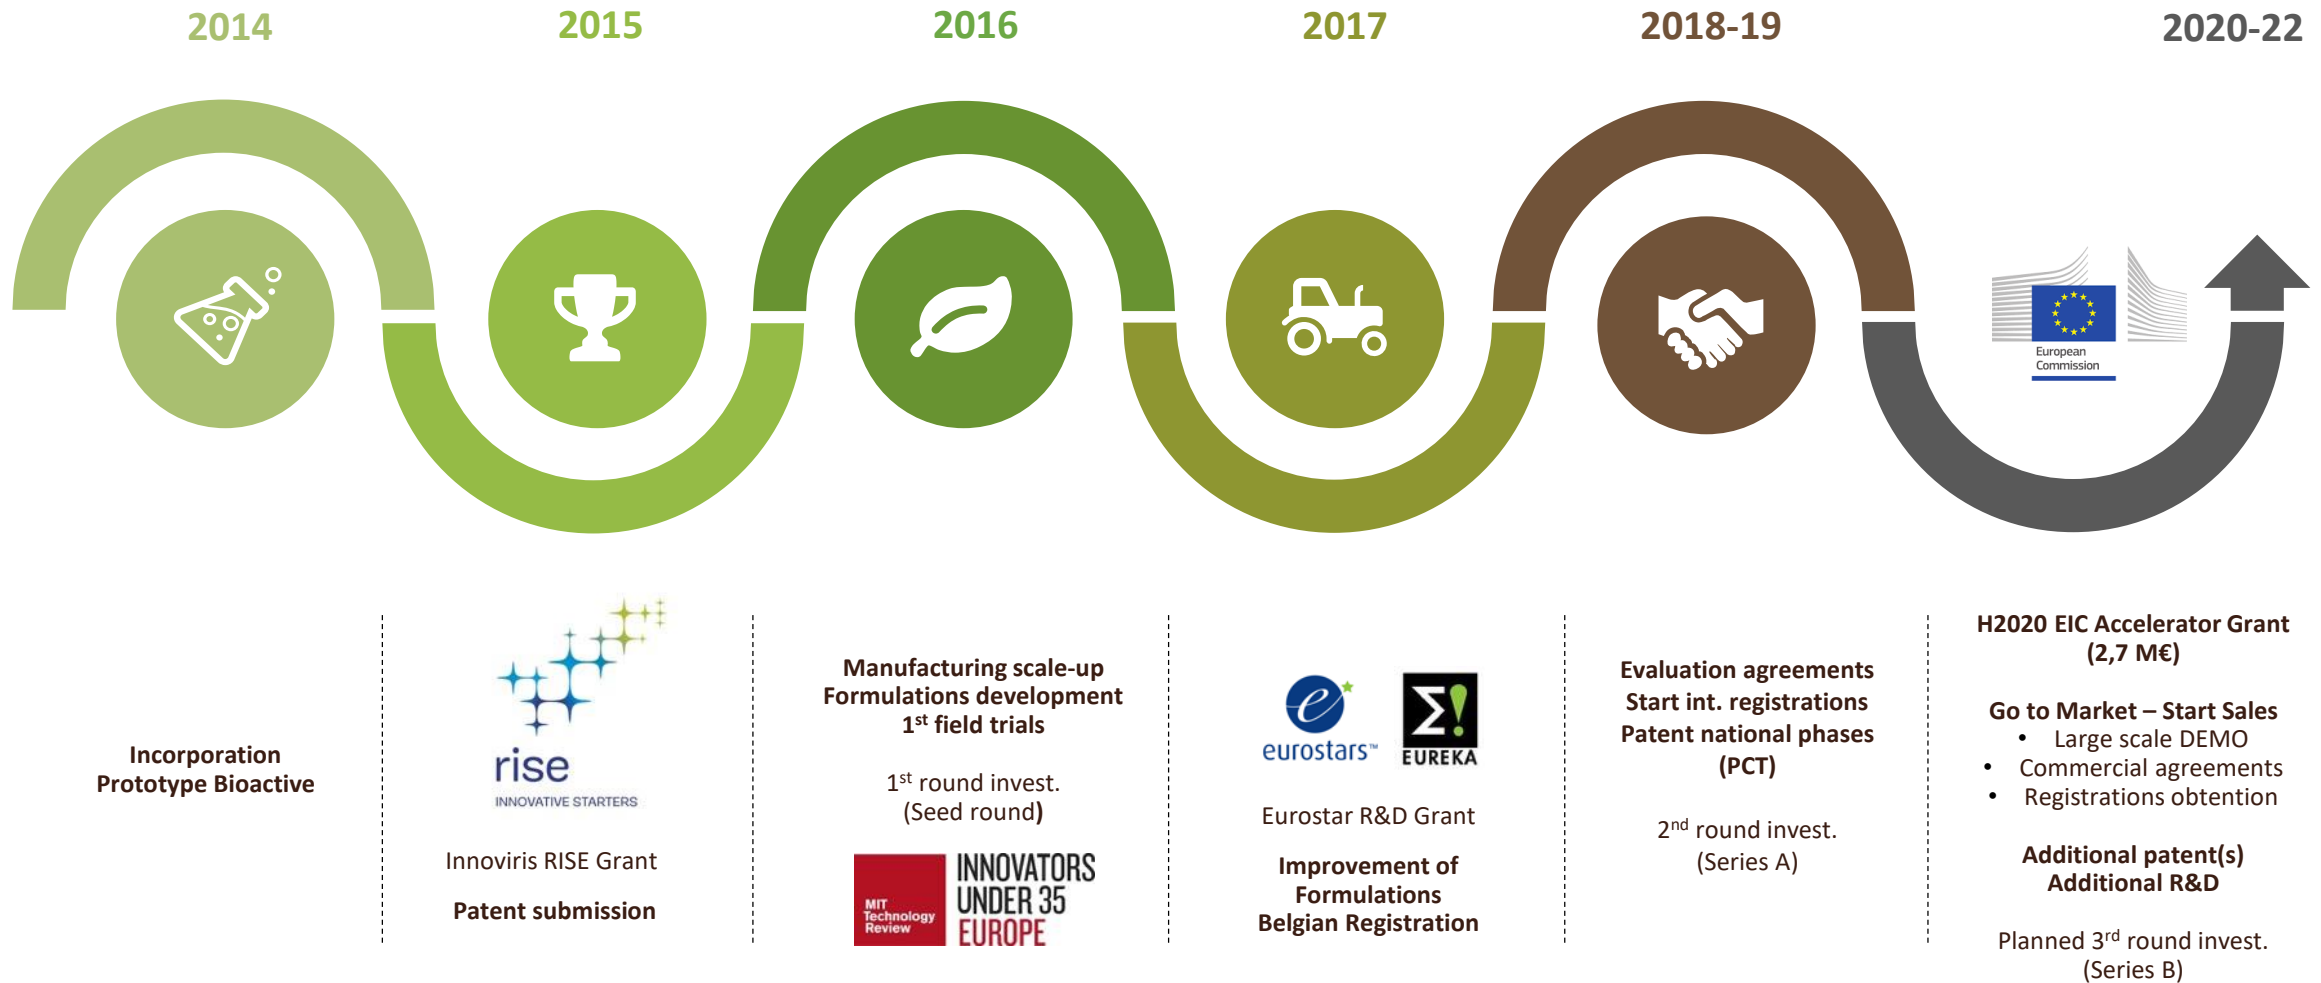 2014
2015
2016
2017
2018-19
2020-22
European
Commission
Incorporation
Prototype Bioactive
rise
INNOVATIVE STARTERS
Innoviris RISE Grant
Patent submission
Manufacturing scale-up
Formulations development
1st field trials
1st round invest.
(Seed round)
MIT
Technology
Review
INNOVATORS
UNDER 35
EUROPE
e
eurostars™
Σ!
EUREKA
Eurostar R&D Grant
Improvement of
Formulations
Belgian Registration
Evaluation agreements
Start int. registrations
Patent national phases
(PCT)
2nd round invest.
(Series A)
H2020 EIC Accelerator Grant
(2,7 M€)
Go to Market – Start Sales
• Large scale DEMO
• Commercial agreements
• Registrations obtention
Additional patent(s)
Additional R&D
Planned 3rd round invest.
(Series B)